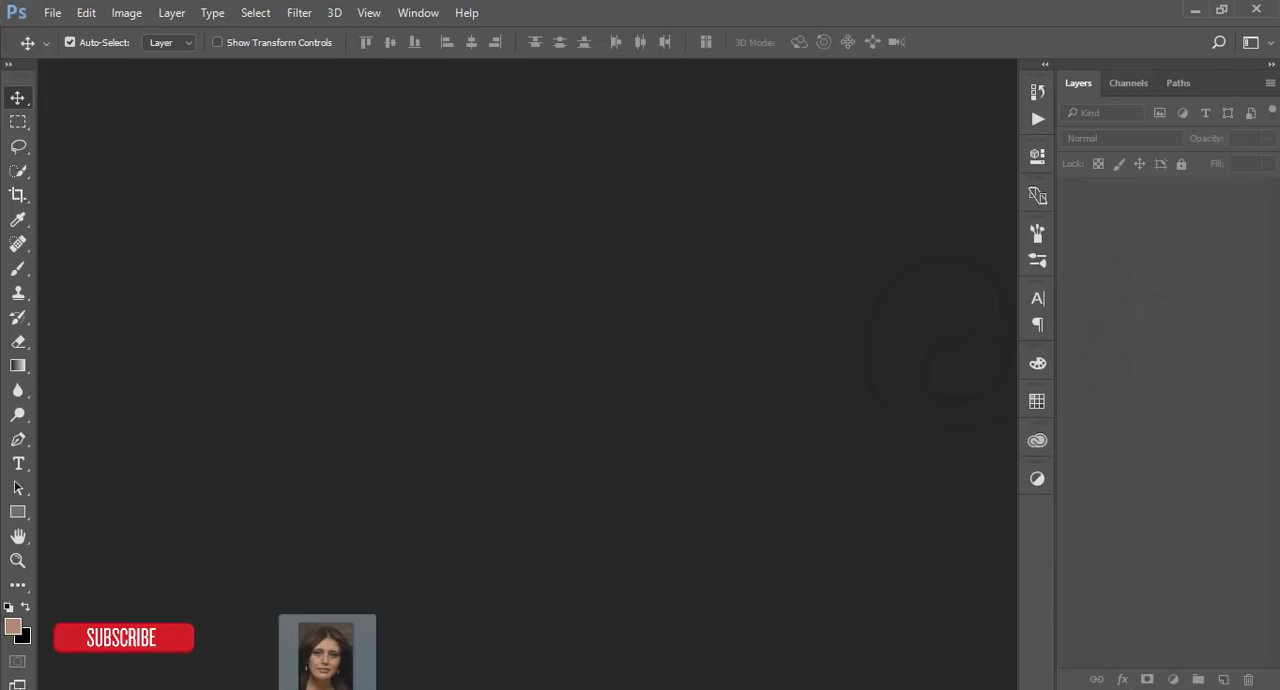 Ps File Edit Image Layer Type Select Filter 3D View Window Help
Auto-Select: Layer Show Transform Controls 3D Mode:
Layers Channels Paths
Kind
Normal Opacity:
Lock: Fill:
SUBSCRIBE